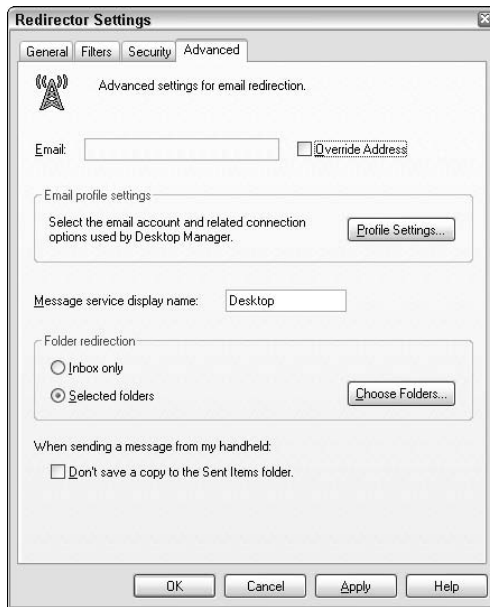 Redirector Settings
General Filters Security Advanced
Advanced settings for email redirection.
Email: Override Address
Email profile settings
Select the email account and related connection
options used by Desktop Manager.
Profile Settings...
Message service display name: Desktop
Folder redirection
Inbox only
Selected folders
Choose Folders...
When sending a message from my handheld:
Don't save a copy to the Sent Items folder.
OK Cancel Apply Help